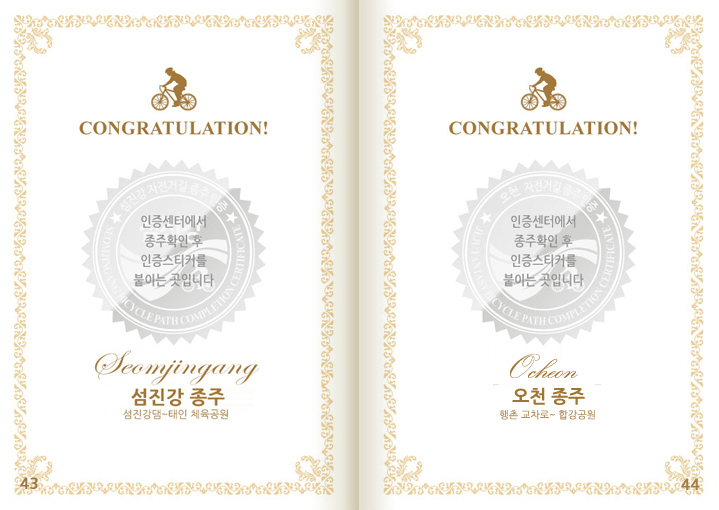 CONGRATULATION!
섬진강 자전거길 종주 인증
인증센터에서
종주확인 후
인증스티커를
붙이는 곳입니다
BICYCLE PATH COMPLETION CERTIFICATE
Seomjingang
섬진강 종주
섬진강댐~태인 체육공원
43
CONGRATULATION!
오천 자전거길 종주 인증
인증센터에서
종주확인 후
인증스티커를
붙이는 곳입니다
BICYCLE PATH COMPLETION CERTIFICATE
Ocheon
오천 종주
행촌 교차로~ 합강공원
44